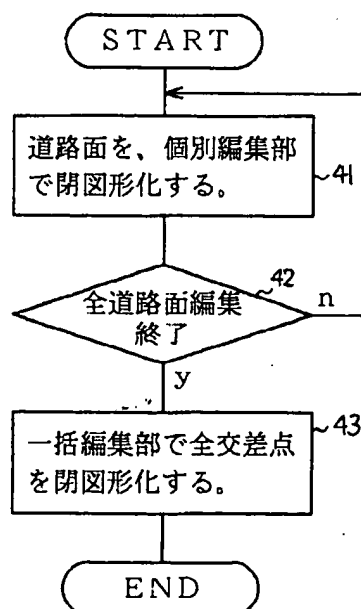 START
道路面を、個別編集部
で閉図形化する。
41
42
全道路面編集
終了
n
y
一括編集部で全交差点
を閉図形化する。
43
END